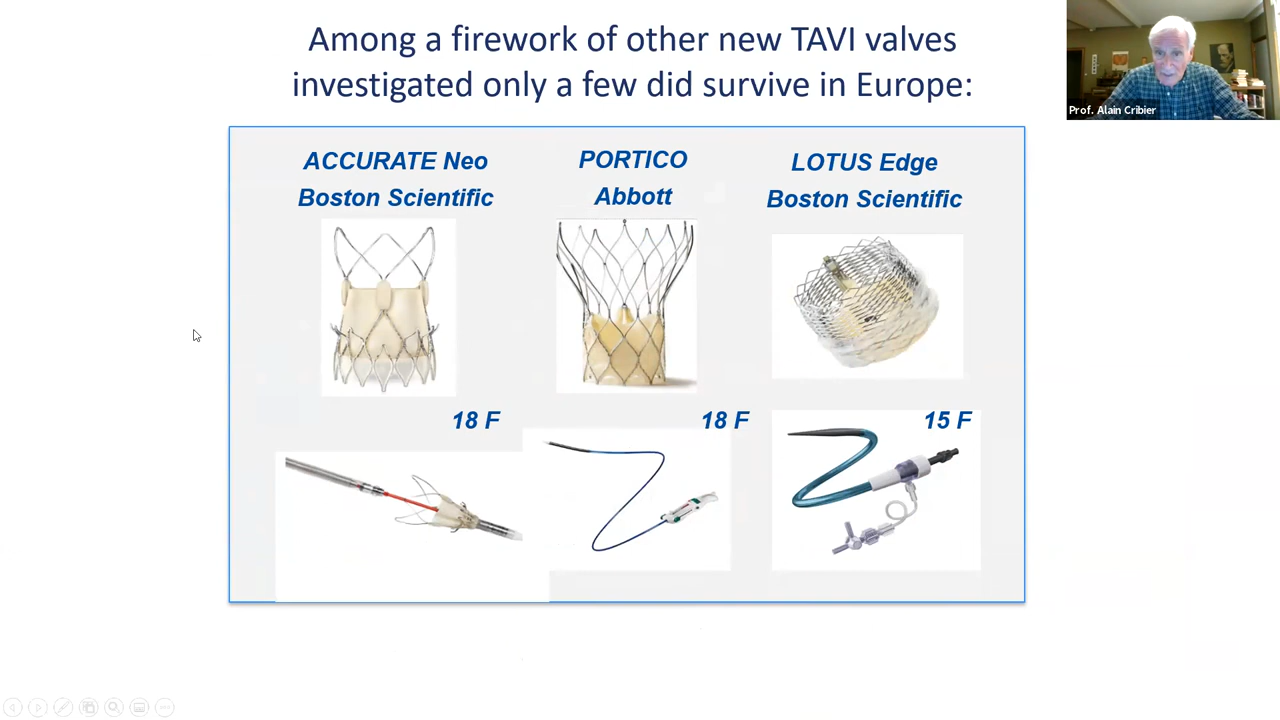 Among a firework of other new TAVI valves
investigated only a few did survive in Europe:
Prof. Alain Cribier
ACCURATE Neo
Boston Scientific
PORTICO
Abbott
LOTUS Edge
Boston Scientific
18 F
18 F
15 F